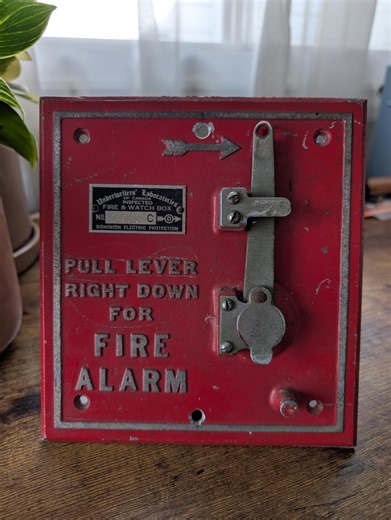 Underwriters' Laboratories
OF CANADA
INSPECTED
FIRE & WATCH BOX
No C 6
DOMINION ELECTRIC PROTECTION
PULL LEVER
RIGHT DOWN
FOR
FIRE
ALARM